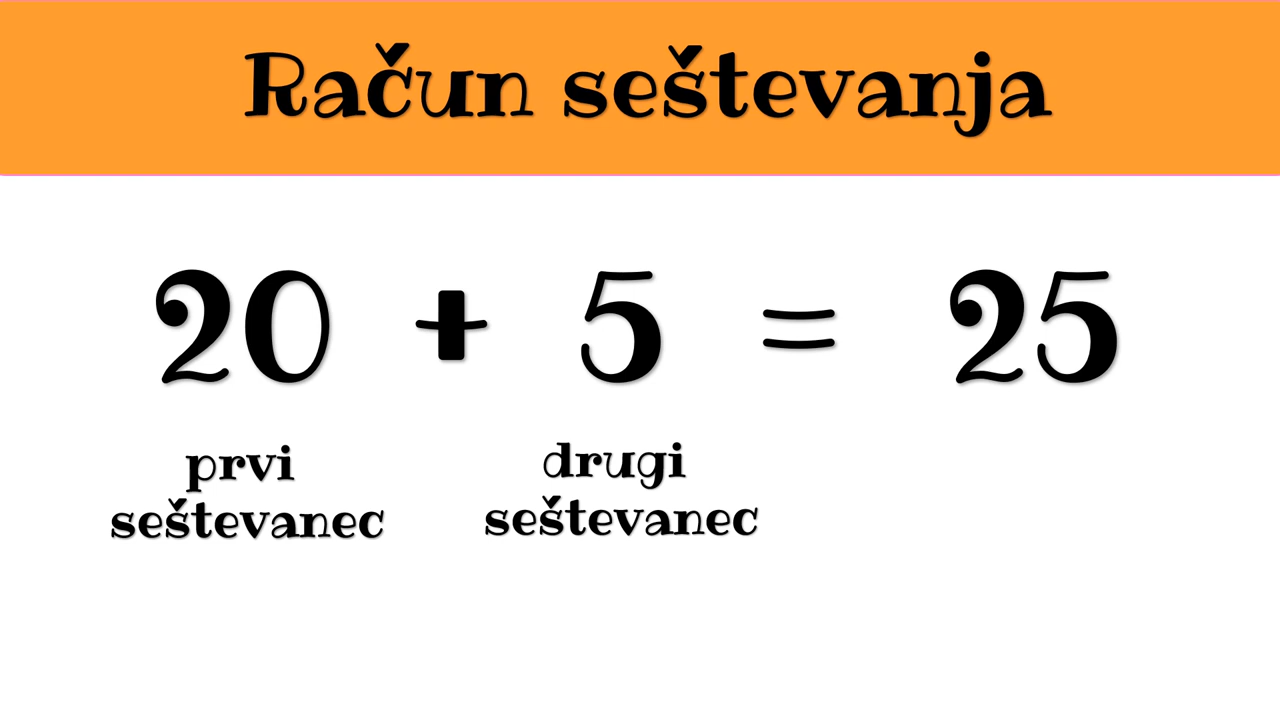 Račun seštevanja
20 + 5 = 25
prvi
seštevanec
drugi
seštevanec